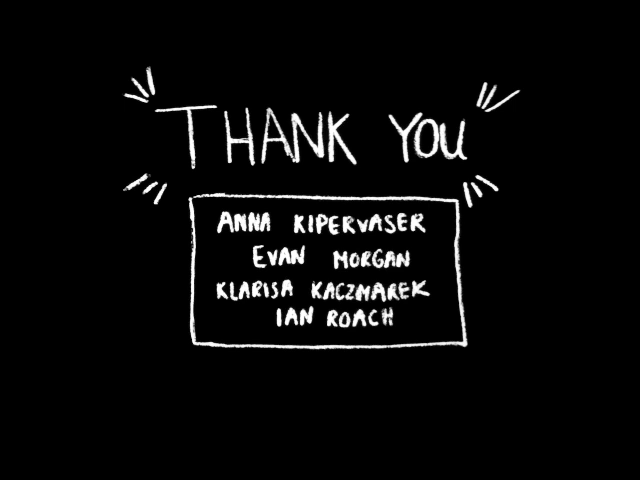 THANK YOU
ANNA KIPERVASER
EVAN MORGAN
KLARISA KACZMAREK
IAN ROACH